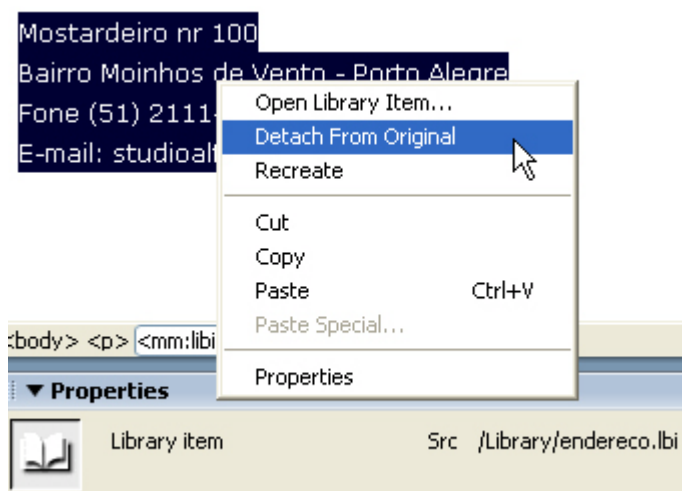 Mostardeiro nr 100
Bairro Moinhos de Vento - Porto Alegre
Open Library Item...
Fone (51) 2111
Detach From Original
E-mail:
Recreate
Cut
Copy
Paste Ctrl+V
Paste Special...
<body> <p> <mm:libi
Properties
▼ Properties
Library item Src /Library/endereco.lbi